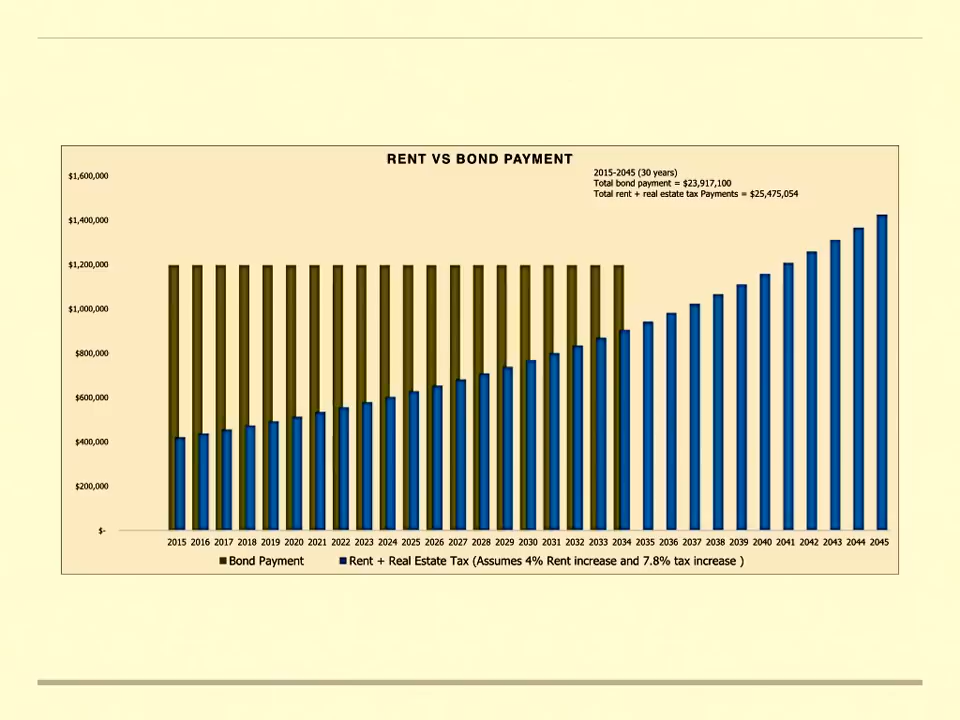 RENT VS BOND PAYMENT
2015-2045 (30 years)
Total bond payment = $23,917,100
Total rent + real estate tax Payments = $25,475,054
$1,600,000
$1,400,000
$1,200,000
$1,000,000
$800,000
$600,000
$400,000
$200,000
$-
2015 2016 2017 2018 2019 2020 2021 2022 2023 2024 2025 2026 2027 2028 2029 2030 2031 2032 2033 2034 2035 2036 2037 2038 2039 2040 2041 2042 2043 2044 2045
Bond Payment Rent + Real Estate Tax (Assumes 4% Rent increase and 7.8% tax increase )